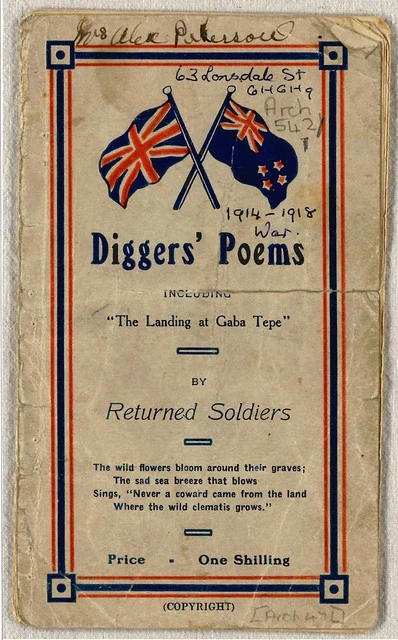 Mrs Alex Peterson
63 Lonsdale St
Arch
542
1914-1918
War.
Diggers' Poems
INCLUDING
"The Landing at Gaba Tepe"
BY
Returned Soldiers
The wild flowers bloom around their graves;
The sad sea breeze that blows
Sings, "Never a coward came from the land
Where the wild clematis grows."
Price - One Shilling
(COPYRIGHT)